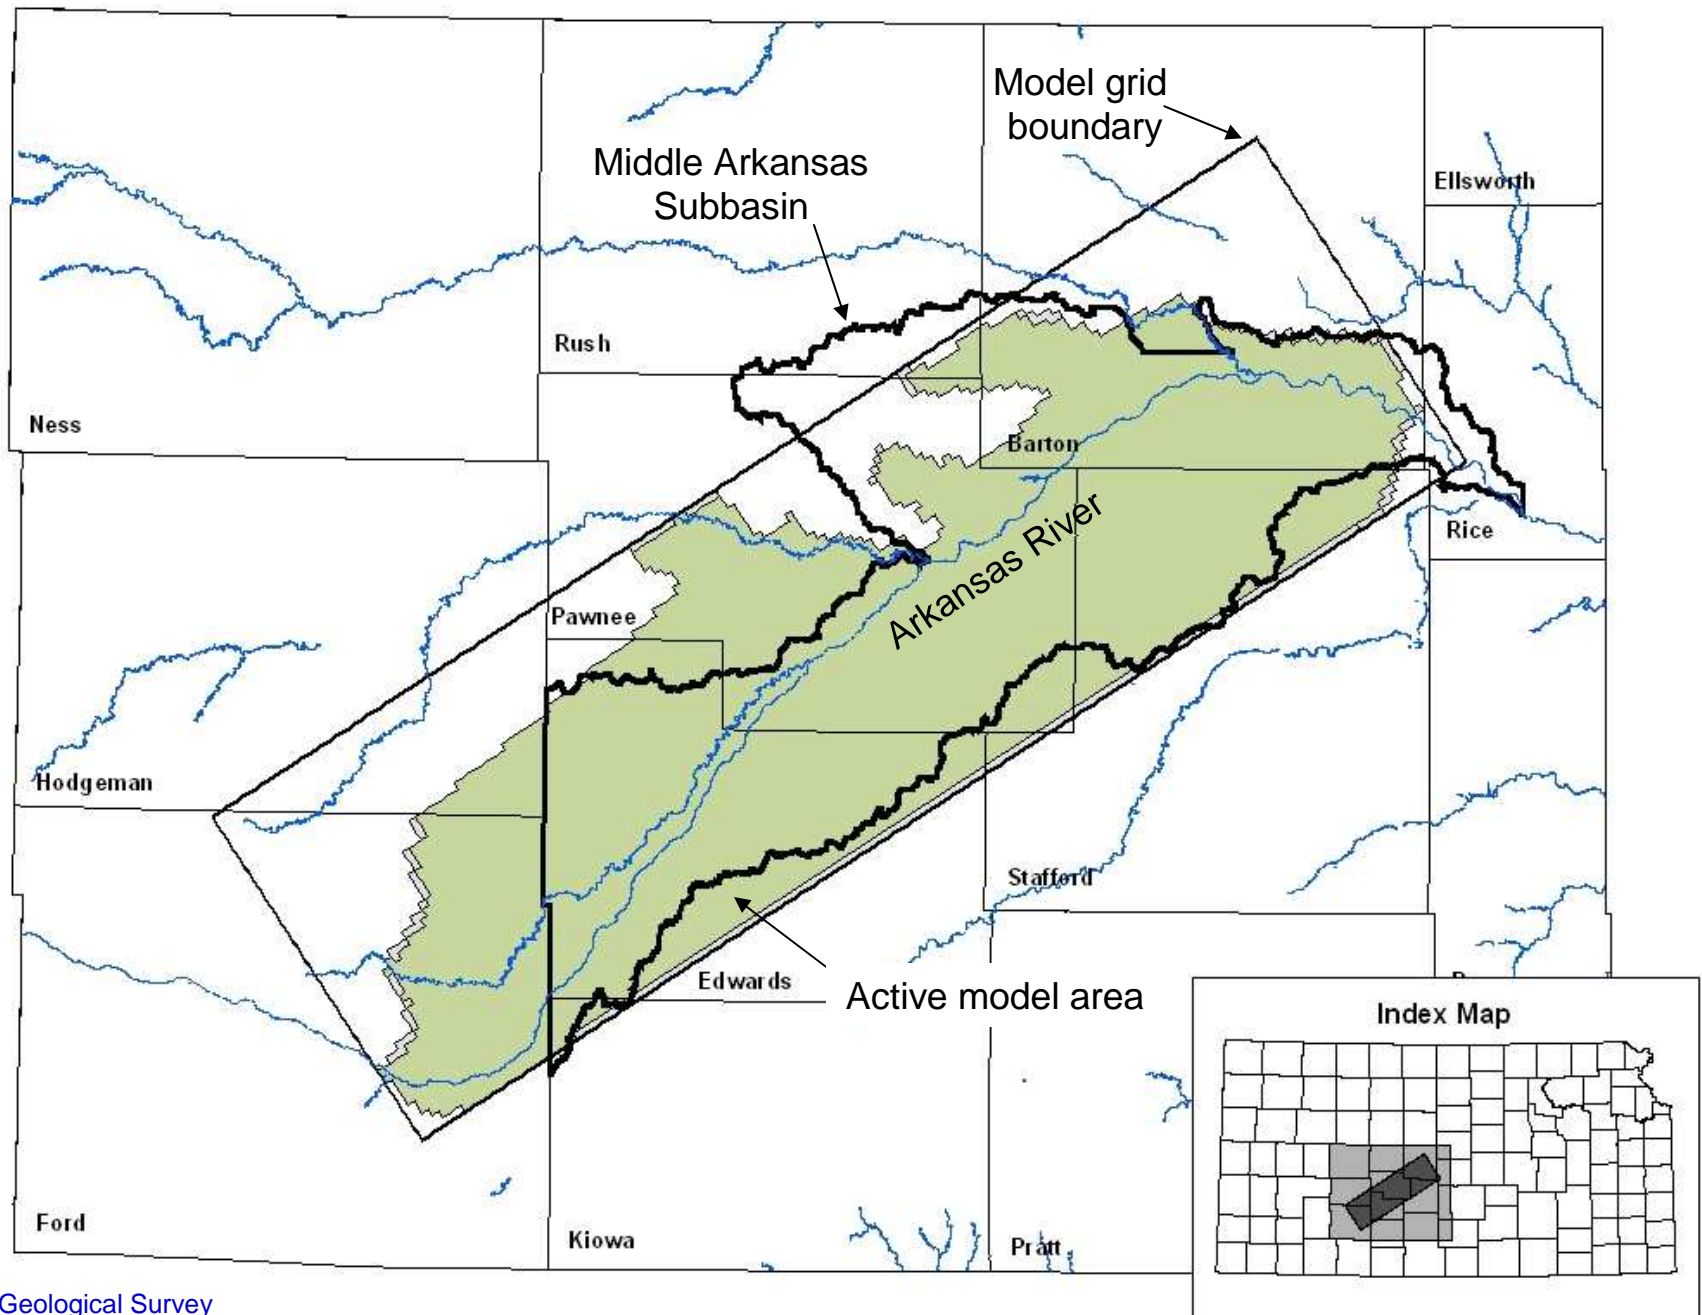 Model grid
boundary
Middle Arkansas
Subbasin
Ellsworth
Rush
Ness
Barton
Arkansas River
Rice
Pawnee
Hodgeman
Stafford
Edwards
Active model area
Index Map
Ford
Kiowa
Pratt
Geological Survey